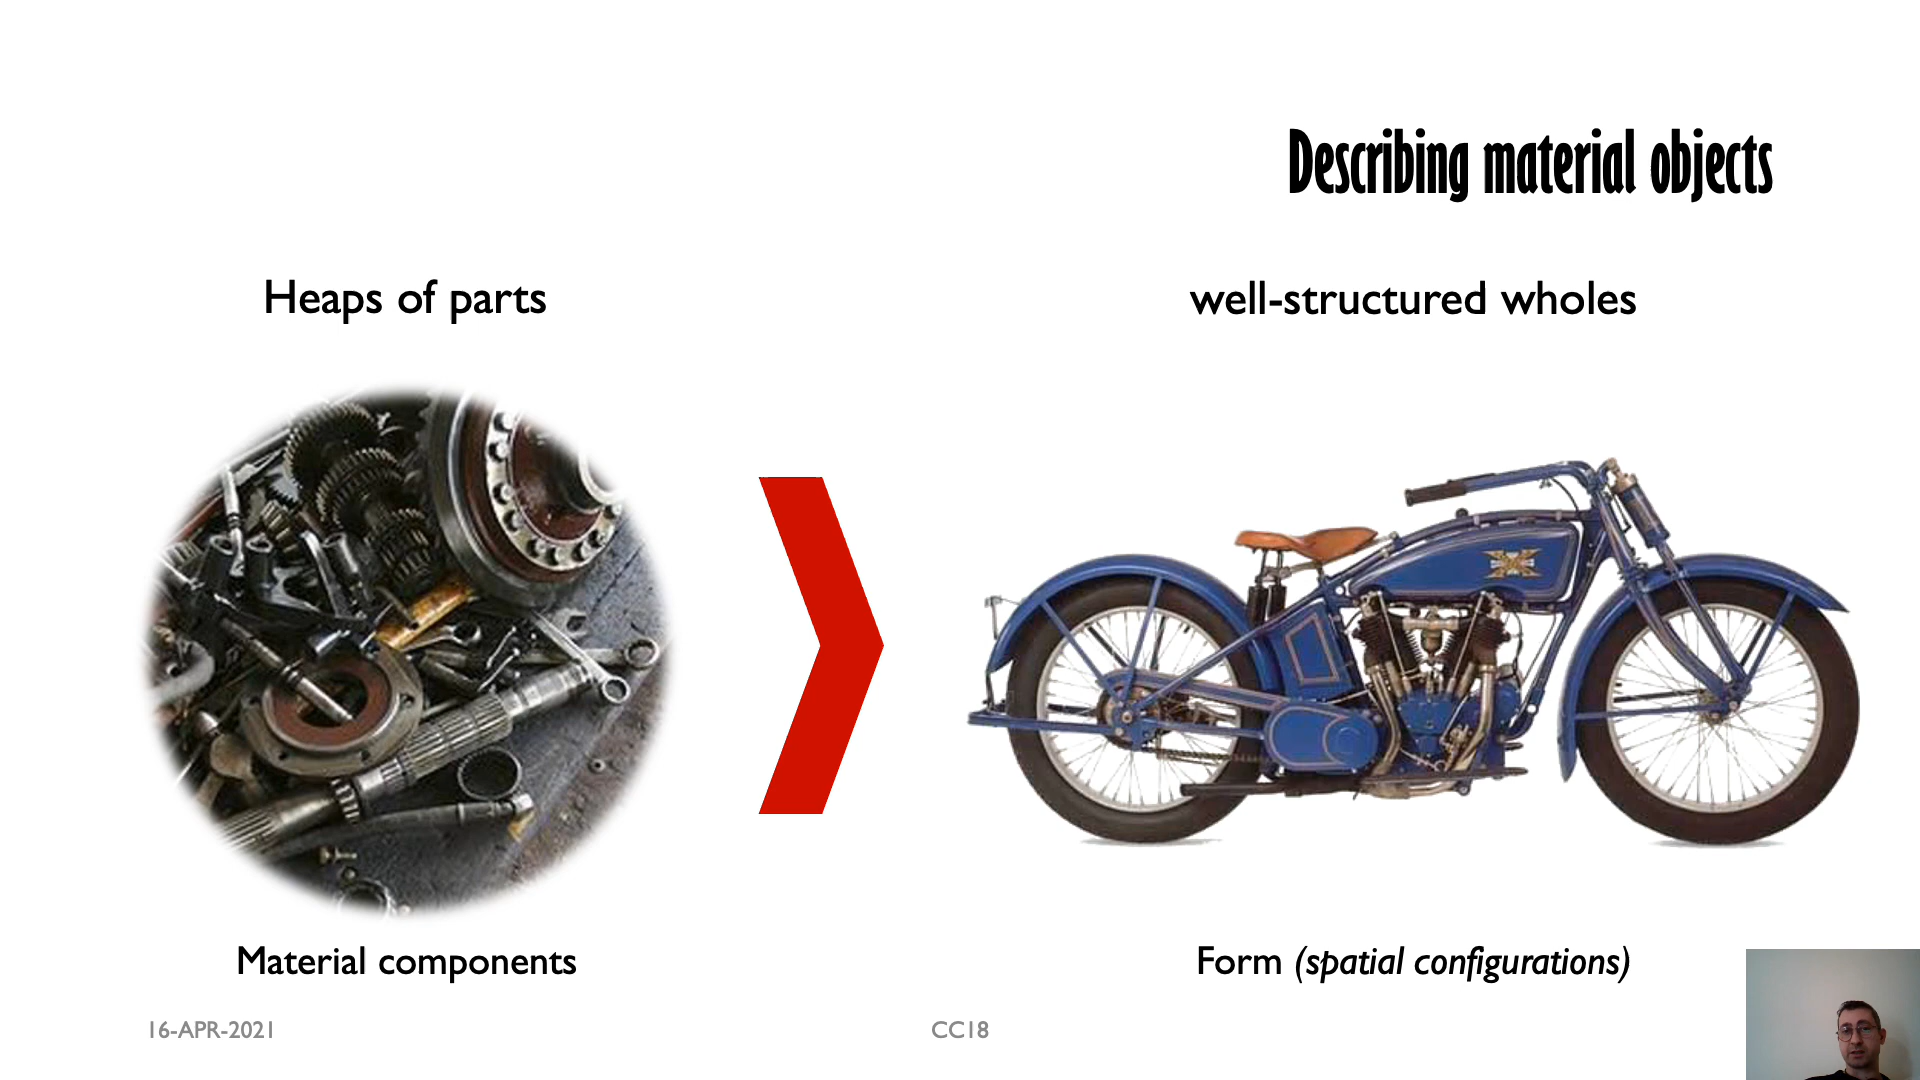 Describing material objects
Heaps of parts
well-structured wholes
Material components
Form (spatial configurations)
16-APR-2021
CC18